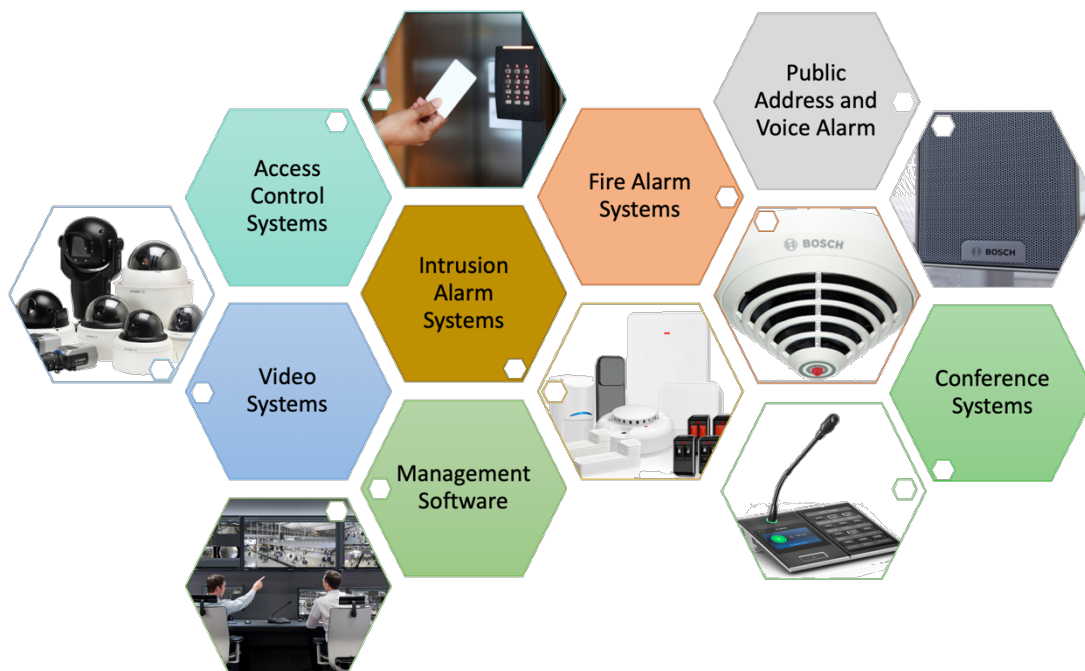 Public
Address and
Voice Alarm
Access
Control
Systems
Fire Alarm
Systems
BOSCH
BOSCH
Intrusion
Alarm
Systems
Video
Systems
Conference
Systems
Management
Software